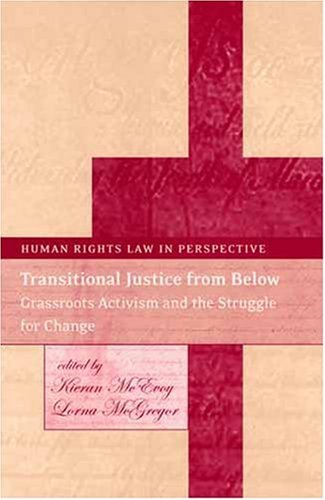 HUMAN RIGHTS LAW IN PERSPECTIVE
Transitional Justice from Below
Grassroots Activism and the Struggle
for Change
edited by
Kieran McEvoy
Lorna McGregor